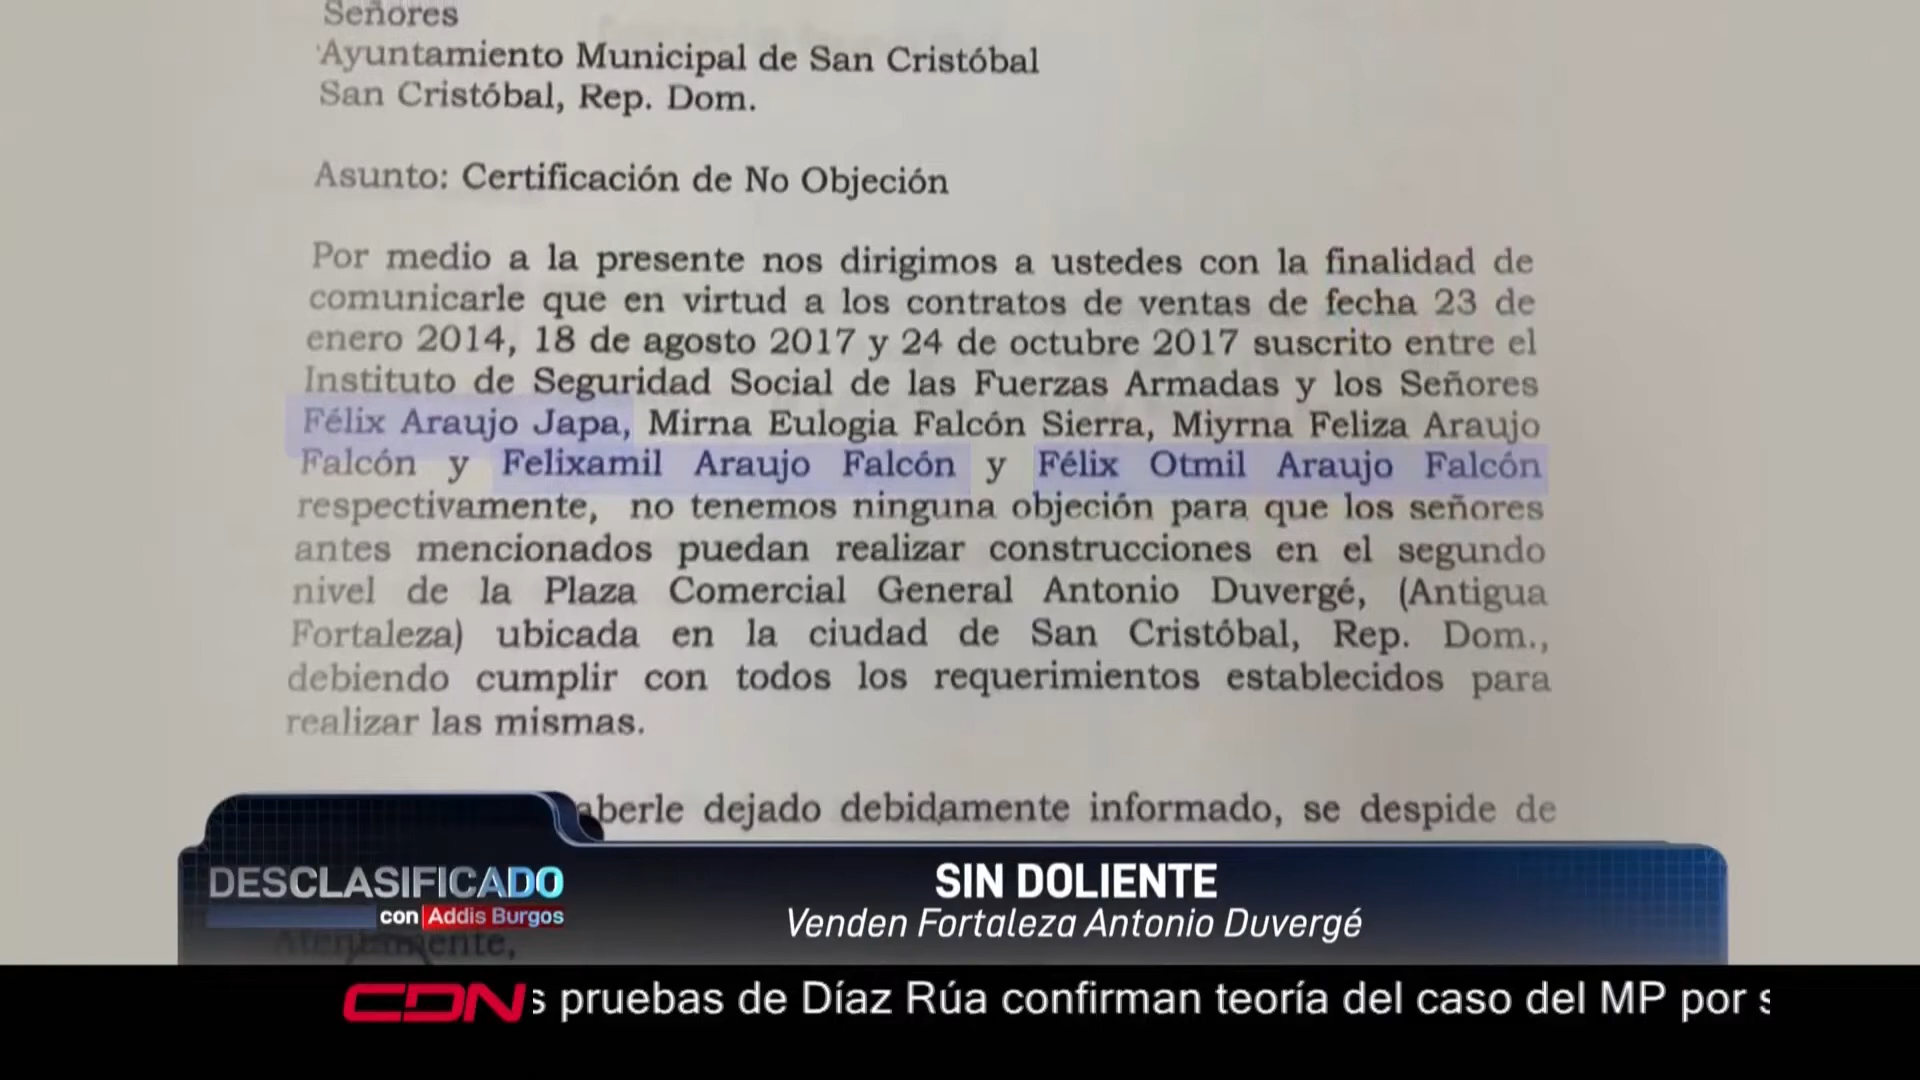 Señores
Ayuntamiento Municipal de San Cristóbal
San Cristóbal, Rep. Dom.
Asunto: Certificación de No Objeción
Por medio a la presente nos dirigimos a ustedes con la finalidad de
comunicarle que en virtud a los contratos de ventas de fecha 23 de
enero 2014, 18 de agosto 2017 y 24 de octubre 2017 suscrito entre el
Instituto de Seguridad Social de las Fuerzas Armadas y los Señores
Félix Araujo Japa, Mirna Eulogia Falcón Sierra, Miyrna Feliza Araujo
Falcón y Felixamil Araujo Falcón y Félix Otmil Araujo Falcón
respectivamente, no tenemos ninguna objeción para que los señores
antes mencionados puedan realizar construcciones en el segundo
nivel de la Plaza Comercial General Antonio Duvergé, (Antigua
Fortaleza) ubicada en la ciudad de San Cristóbal, Rep. Dom.,
debiendo cumplir con todos los requerimientos establecidos para
realizar las mismas.
aberle dejado debidamente informado, se despide de
Atentamente,
DESCLASIFICADO
con Addis Burgos
SIN DOLIENTE
Venden Fortaleza Antonio Duvergé
CDN
s pruebas de Díaz Rúa confirman teoría del caso del MP por s